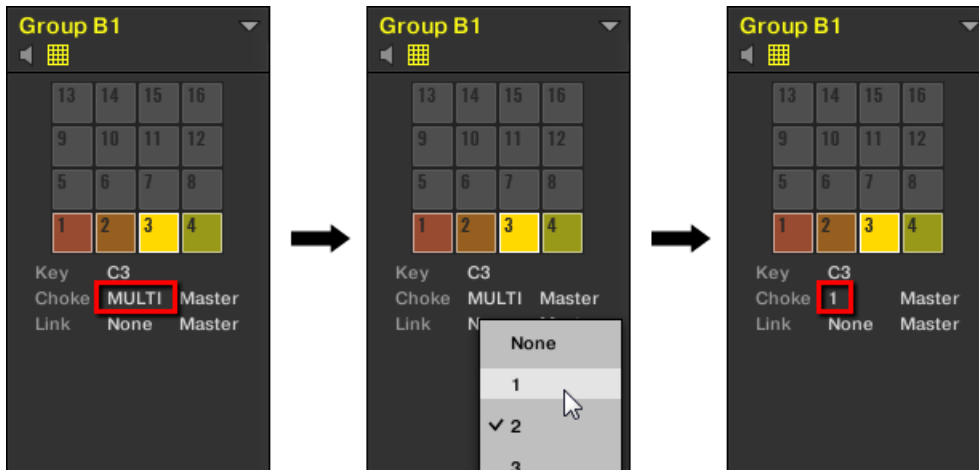 Group B1
13 14 15 16
9 10 11 12
5 6 7 8
1 2 3 4
Key C3
Choke MULTI Master
Link None Master
Group B1
13 14 15 16
9 10 11 12
5 6 7 8
1 2 3 4
Key C3
Choke MULTI Master
Link
None
1
2
3
Group B1
13 14 15 16
9 10 11 12
5 6 7 8
1 2 3 4
Key C3
Choke 1 Master
Link None Master